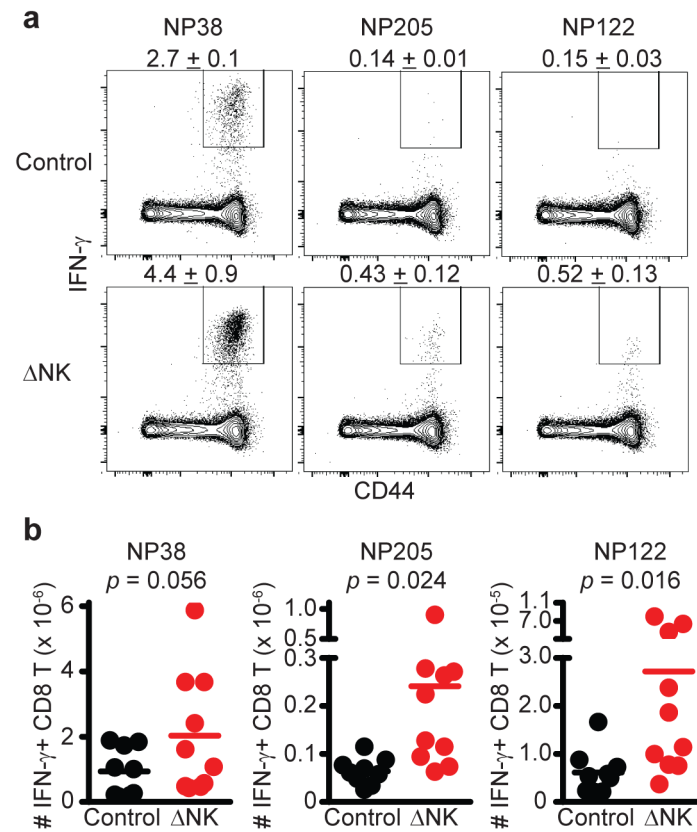 a
NP38 NP205 NP122
2.7 ± 0.1 0.14 ± 0.01 0.15 ± 0.03
Control
IFN-γ
4.4 ± 0.9 0.43 ± 0.12 0.52 ± 0.13
ΔNK
CD44
b
NP38 NP205 NP122
p = 0.056 p = 0.024 p = 0.016
# IFN-γ+ CD8 T (x 10⁻⁶)
6
4
2
0
Control ΔNK
# IFN-γ+ CD8 T (x 10⁻⁶)
1.0
0.5
0.3
0.2
0.1
0
Control ΔNK
# IFN-γ+ CD8 T (x 10⁻⁵)
1.1
7.0
3.0
2.0
1.0
0
Control ΔNK